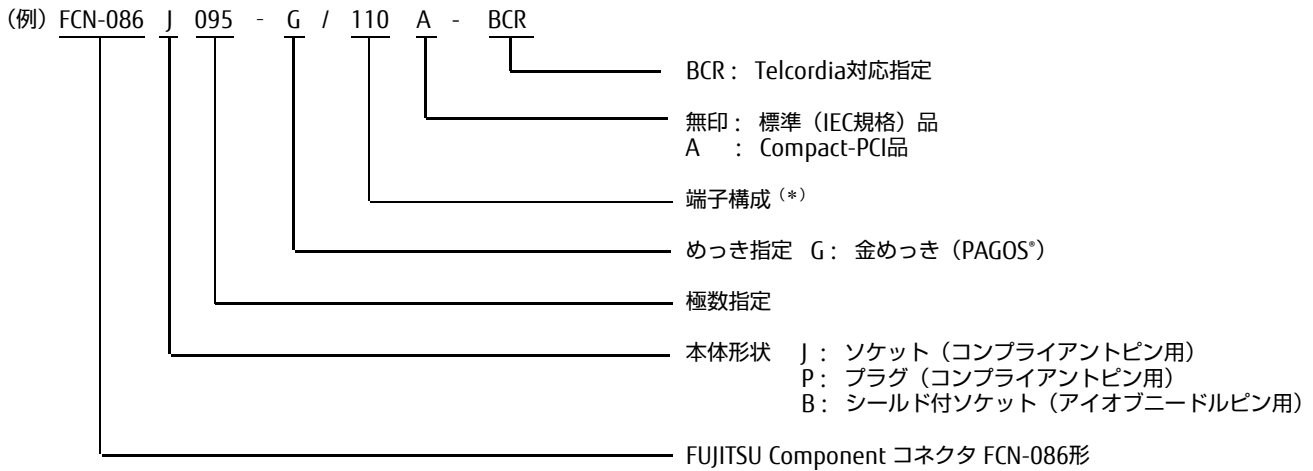 （例）FCN-086 J 095 - G / 110 A - BCR
BCR : Telcordia対応指定
無印 : 標準（IEC規格）品
A : Compact-PCI品
端子構成（*）
めっき指定 G : 金めっき（PAGOS®）
極数指定
本体形状 J : ソケット（コンプライアントピン用）
P : プラグ（コンプライアントピン用）
B : シールド付ソケット（アイオブニードルピン用）
FUJITSU Component コネクタ FCN-086形